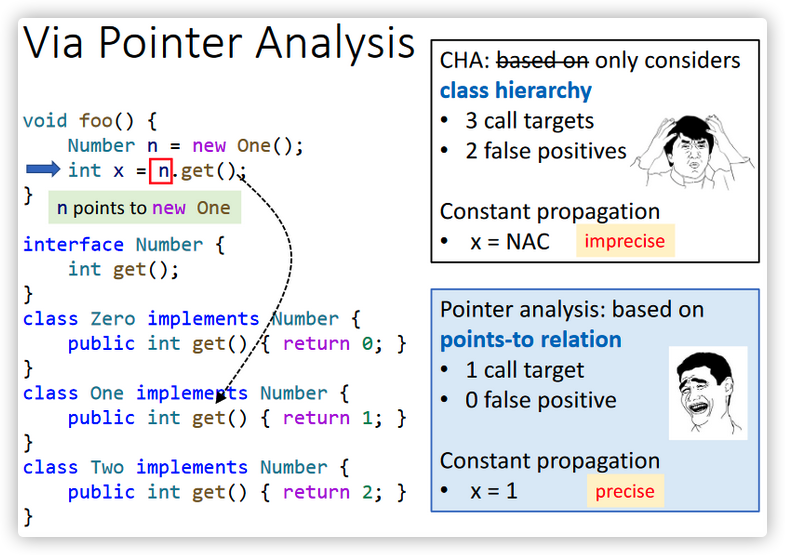 Via Pointer Analysis
void foo() {
    Number n = new One();
    int x = n.get();
}
n points to new One
interface Number {
    int get();
}
class Zero implements Number {
    public int get() { return 0; }
}
class One implements Number {
    public int get() { return 1; }
}
class Two implements Number {
    public int get() { return 2; }
}
CHA: based on only considers
class hierarchy
• 3 call targets
• 2 false positives
Constant propagation
• x = NAC imprecise
Pointer analysis: based on
points-to relation
• 1 call target
• 0 false positive
Constant propagation
• x = 1 precise